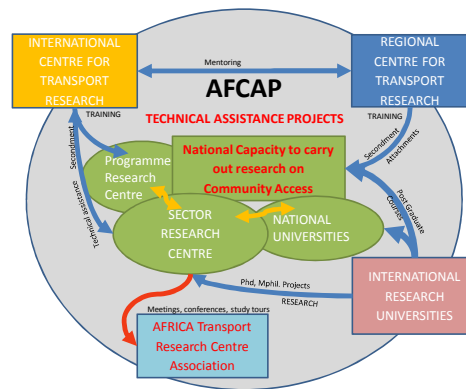 INTERNATIONAL
CENTRE FOR
TRANSPORT
RESEARCH
Mentoring
REGIONAL
CENTRE FOR
TRANSPORT
RESEARCH
AFCAP
TRAINING
TECHNICAL ASSISTANCE PROJECTS
TRAINING
Secondment
Technical assistance
Secondment
Attachments
National Capacity to carry
out research on
Community Access
Programme
Research
Centre
SECTOR
RESEARCH
CENTRE
NATIONAL
UNIVERSITIES
Post Graduate
Courses
Phd, Mphil. Projects
RESEARCH
INTERNATIONAL
RESEARCH
UNIVERSITIES
Meetings, conferences, study tours
AFRICA Transport
Research Centre
Association